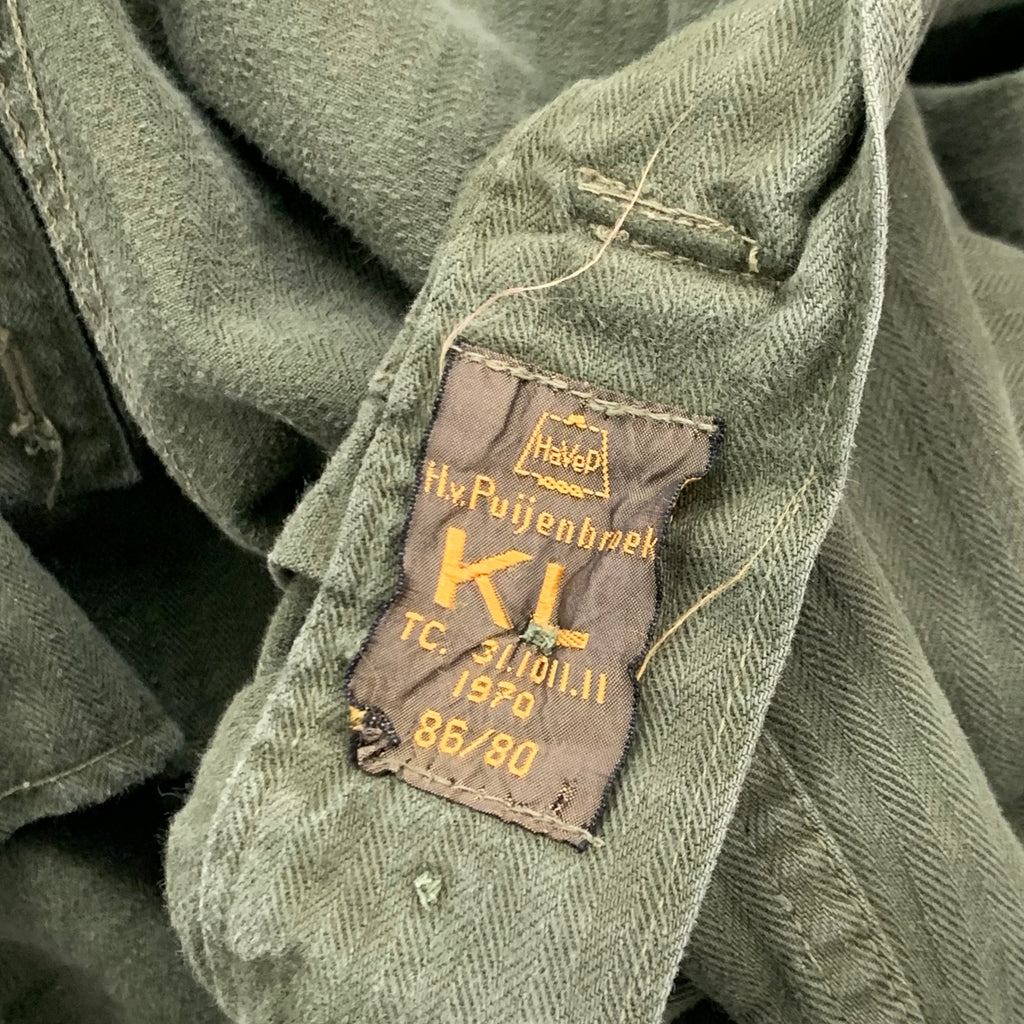 HaVeP
H.v.Puijenbroek
KL
TC. 31.1011.11
1970
86/80